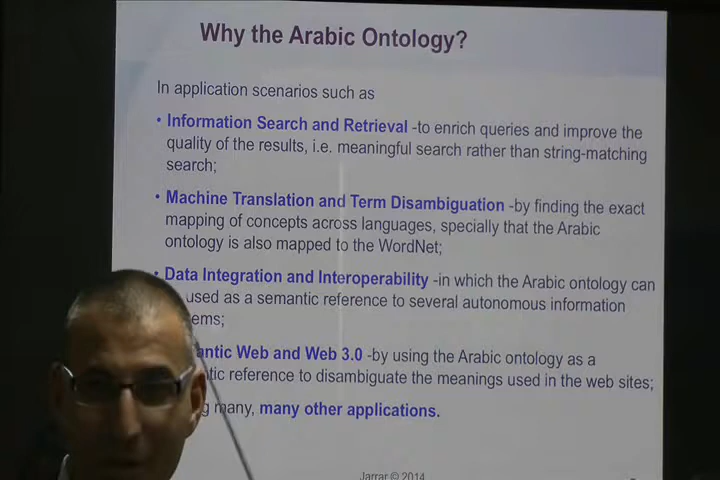 Why the Arabic Ontology?
In application scenarios such as
• Information Search and Retrieval -to enrich queries and improve the
quality of the results, i.e. meaningful search rather than string-matching
search;
• Machine Translation and Term Disambiguation -by finding the exact
mapping of concepts across languages, specially that the Arabic
ontology is also mapped to the WordNet;
• Data Integration and Interoperability -in which the Arabic ontology can
used as a semantic reference to several autonomous information
ems;
antic Web and Web 3.0 -by using the Arabic ontology as a
tic reference to disambiguate the meanings used in the web sites;
g many, many other applications.
Jarrar © 2014